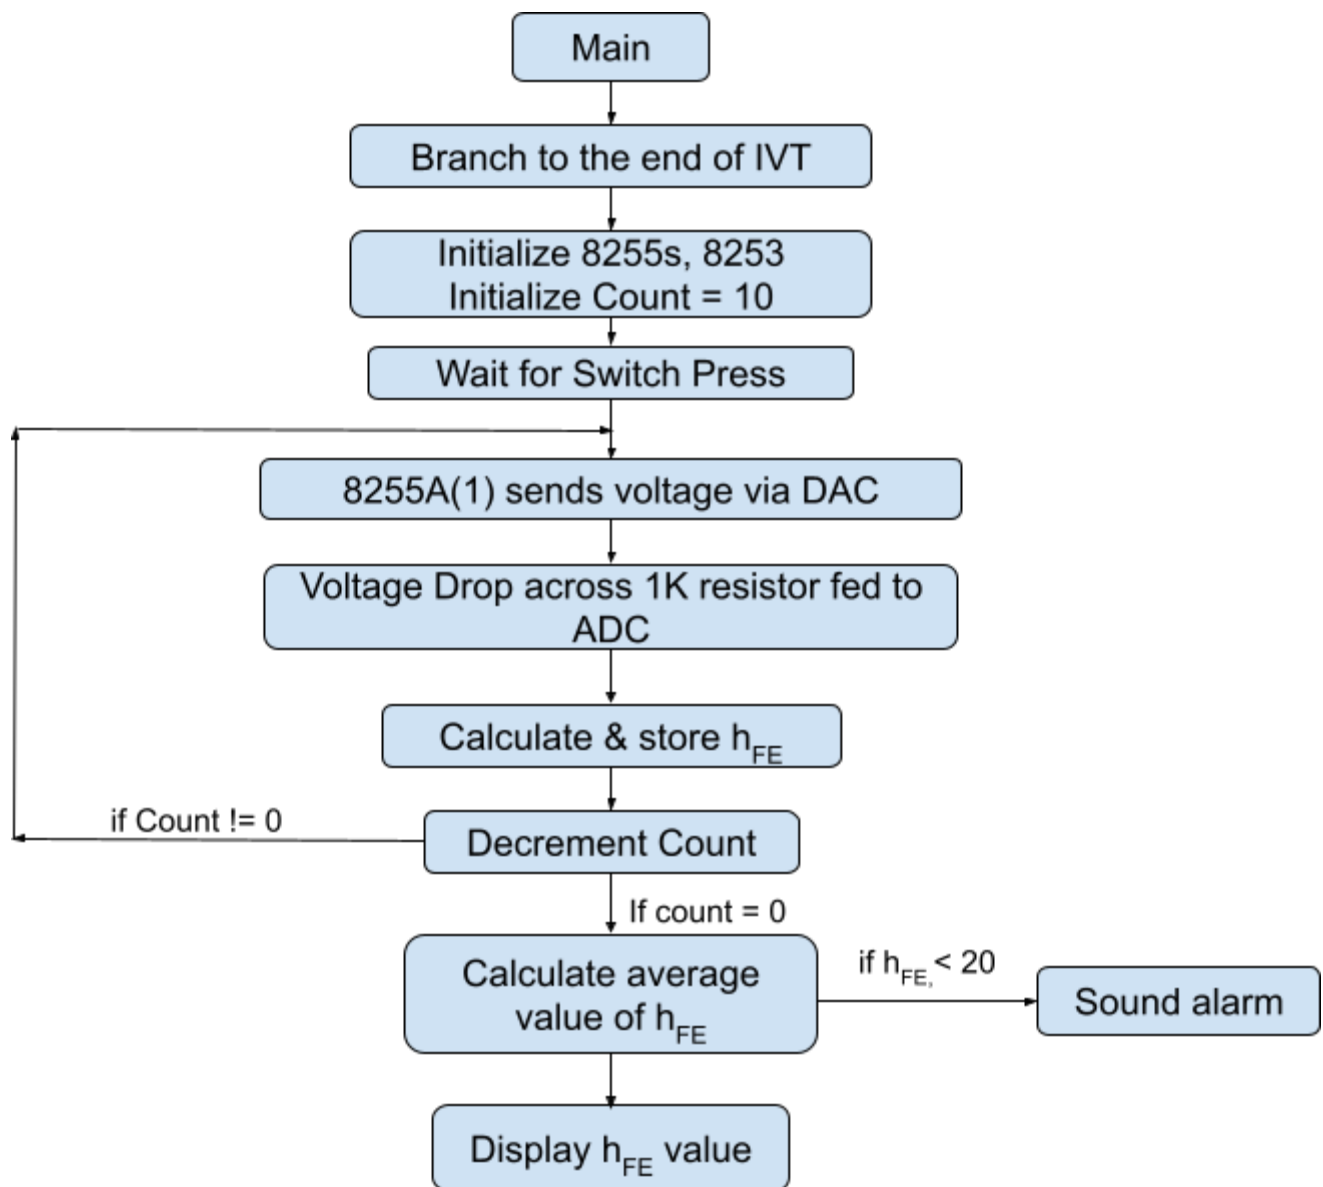 Main
Branch to the end of IVT
Initialize 8255s, 8253
Initialize Count = 10
Wait for Switch Press
8255A(1) sends voltage via DAC
Voltage Drop across 1K resistor fed to
ADC
Calculate & store hFE
if Count != 0
Decrement Count
If count = 0
Calculate average
value of hFE
if hFE, < 20
Sound alarm
Display hFE value